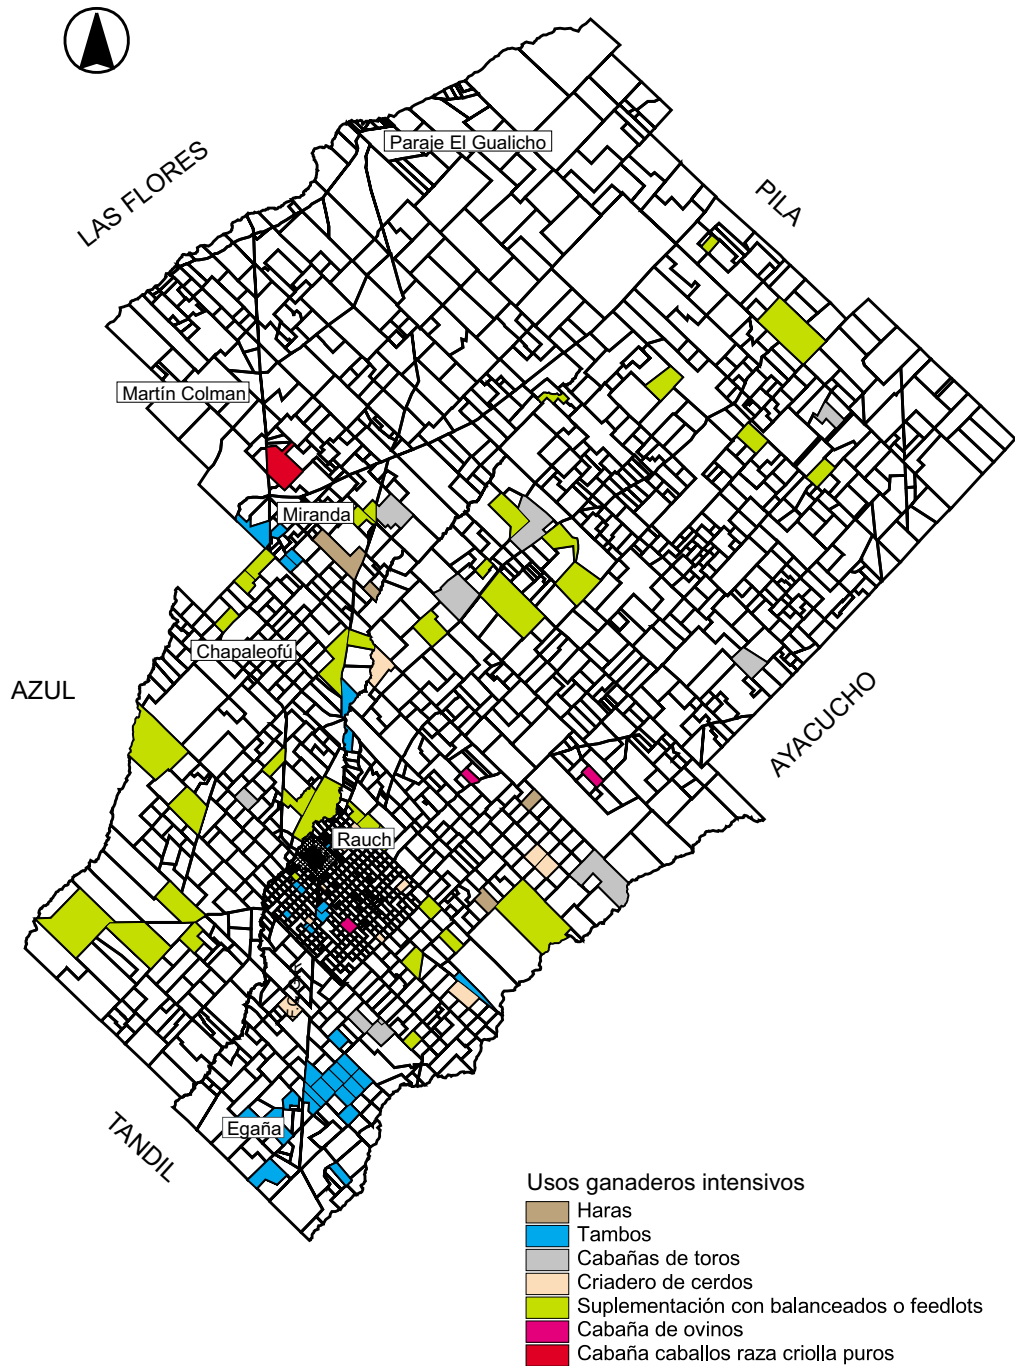 Paraje El Gualicho
LAS FLORES
PILA
Martín Colman
Miranda
Chapaleofú
AZUL
AYACUCHO
Rauch
Egaña
TANDIL
Usos ganaderos intensivos
Haras
Tambos
Cabañas de toros
Criadero de cerdos
Suplementación con balanceados o feedlots
Cabaña de ovinos
Cabaña caballos raza criolla puros